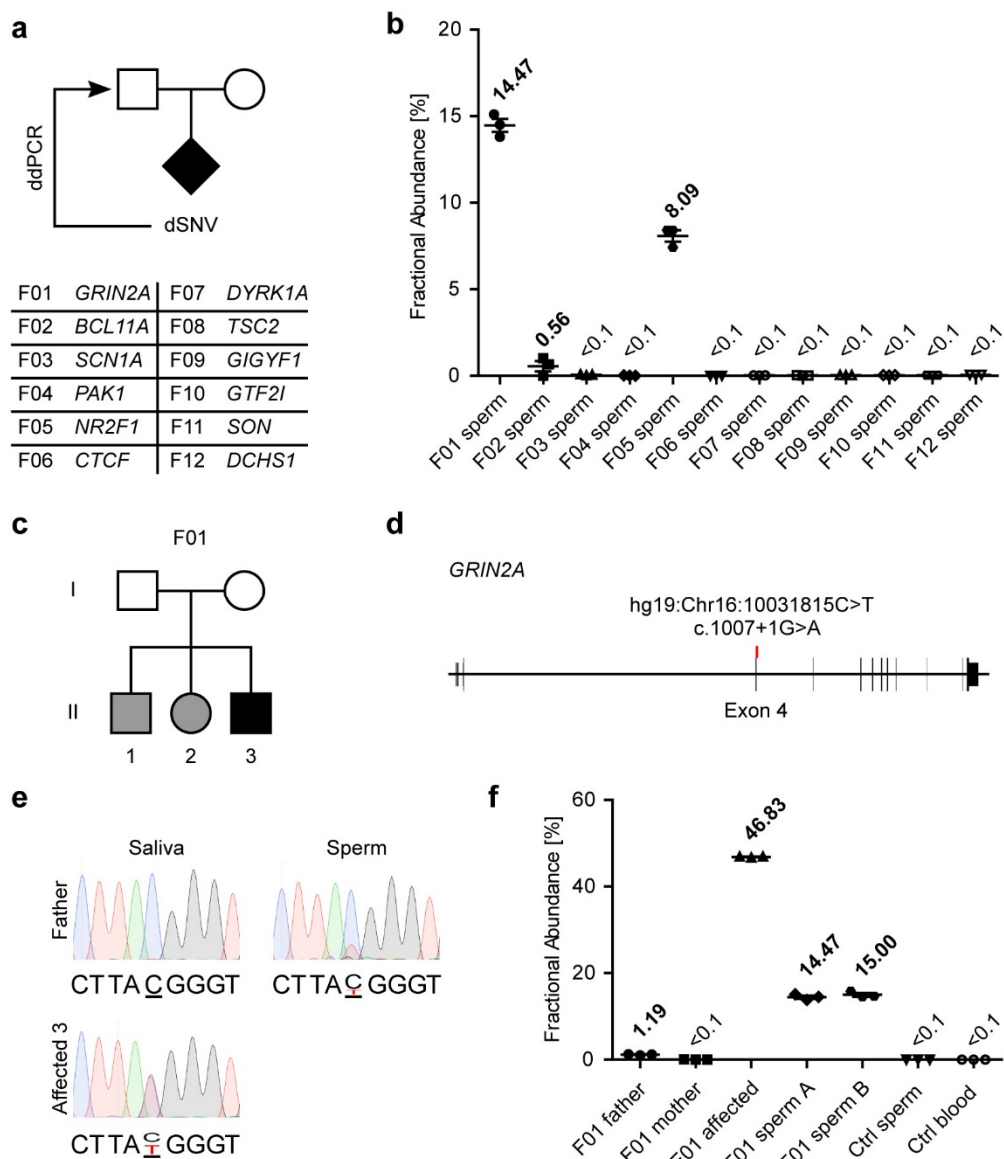 a
ddPCR
dSNV
F01 GRIN2A F07 DYRK1A
F02 BCL11A F08 TSC2
F03 SCN1A F09 GIGYF1
F04 PAK1 F10 GTF2I
F05 NR2F1 F11 SON
F06 CTCF F12 DCHS1
b
Fractional Abundance [%]
20
15
10
5
0
14.47
0.56
<0.1
<0.1
8.09
<0.1
<0.1
<0.1
<0.1
<0.1
<0.1
<0.1
F01 sperm
F02 sperm
F03 sperm
F04 sperm
F05 sperm
F06 sperm
F07 sperm
F08 sperm
F09 sperm
F10 sperm
F11 sperm
F12 sperm
c
F01
I
II
1 2 3
d
GRIN2A
hg19:Chr16:10031815C>T
c.1007+1G>A
Exon 4
e
Saliva Sperm
Father
CTTACGGGT
CTTACTGGGT
Affected 3
CTTACTGGGT
f
Fractional Abundance [%]
60
40
20
0
1.19
<0.1
46.83
14.47
15.00
<0.1
<0.1
F01 father
F01 mother
F01 affected
F01 sperm A
F01 sperm B
Ctrl sperm
Ctrl blood